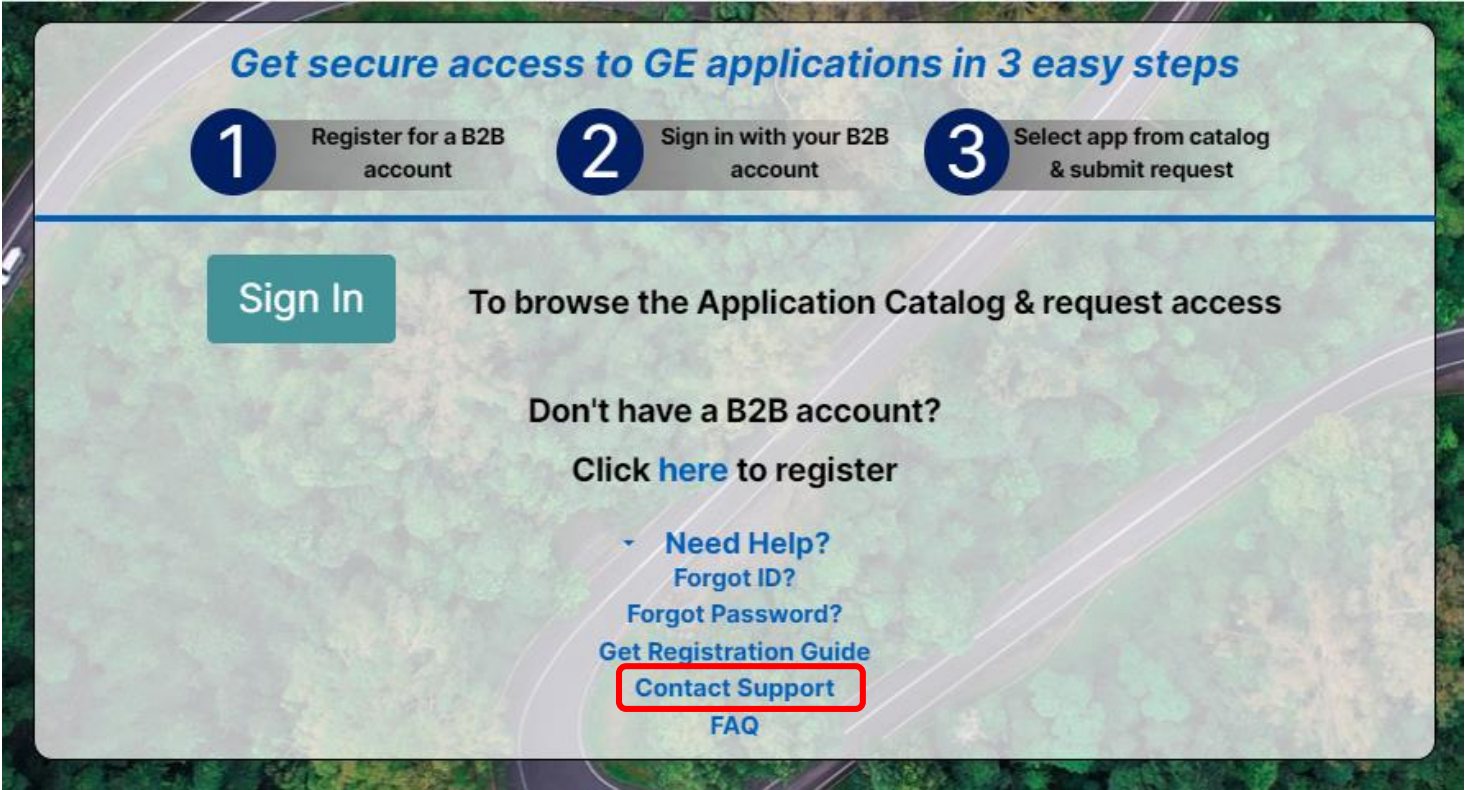 Get secure access to GE applications in 3 easy steps
1
Register for a B2B
account
2
Sign in with your B2B
account
3
Select app from catalog
& submit request
Sign In
To browse the Application Catalog & request access
Don't have a B2B account?
Click here to register
Need Help?
Forgot ID?
Forgot Password?
Get Registration Guide
Contact Support
FAQ